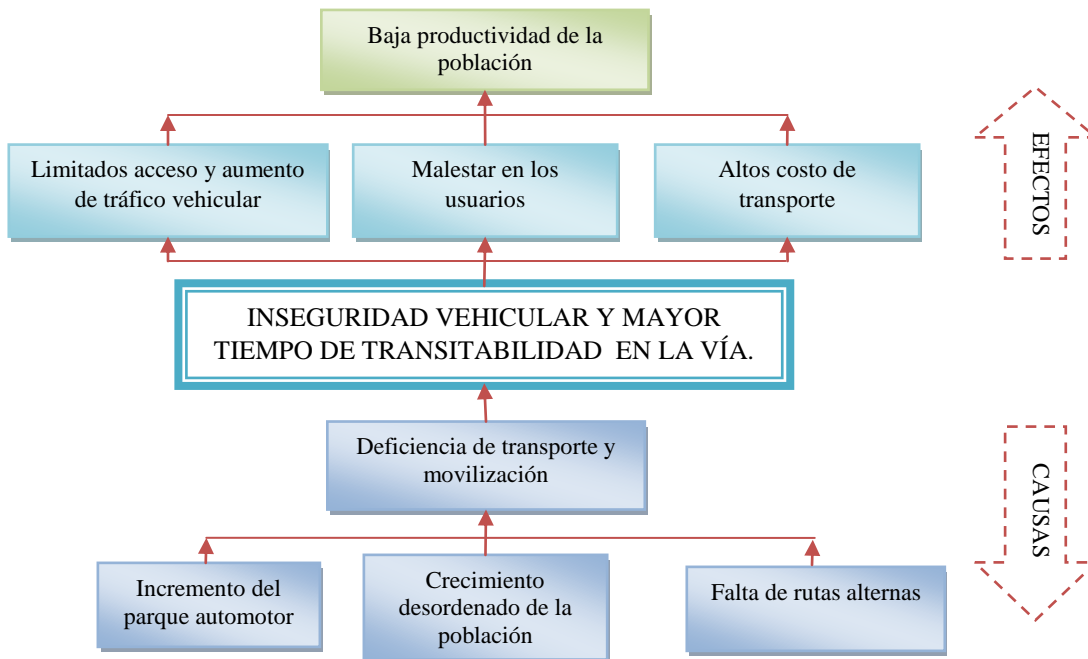 Baja productividad de la
población
Limitados acceso y aumento
de tráfico vehicular
Malestar en los
usuarios
Altos costo de
transporte
EFECTOS
INSEGURIDAD VEHICULAR Y MAYOR
TIEMPO DE TRANSITABILIDAD EN LA VÍA.
Deficiencia de transporte y
movilización
CAUSAS
Incremento del
parque automotor
Crecimiento
desordenado de la
población
Falta de rutas alternas